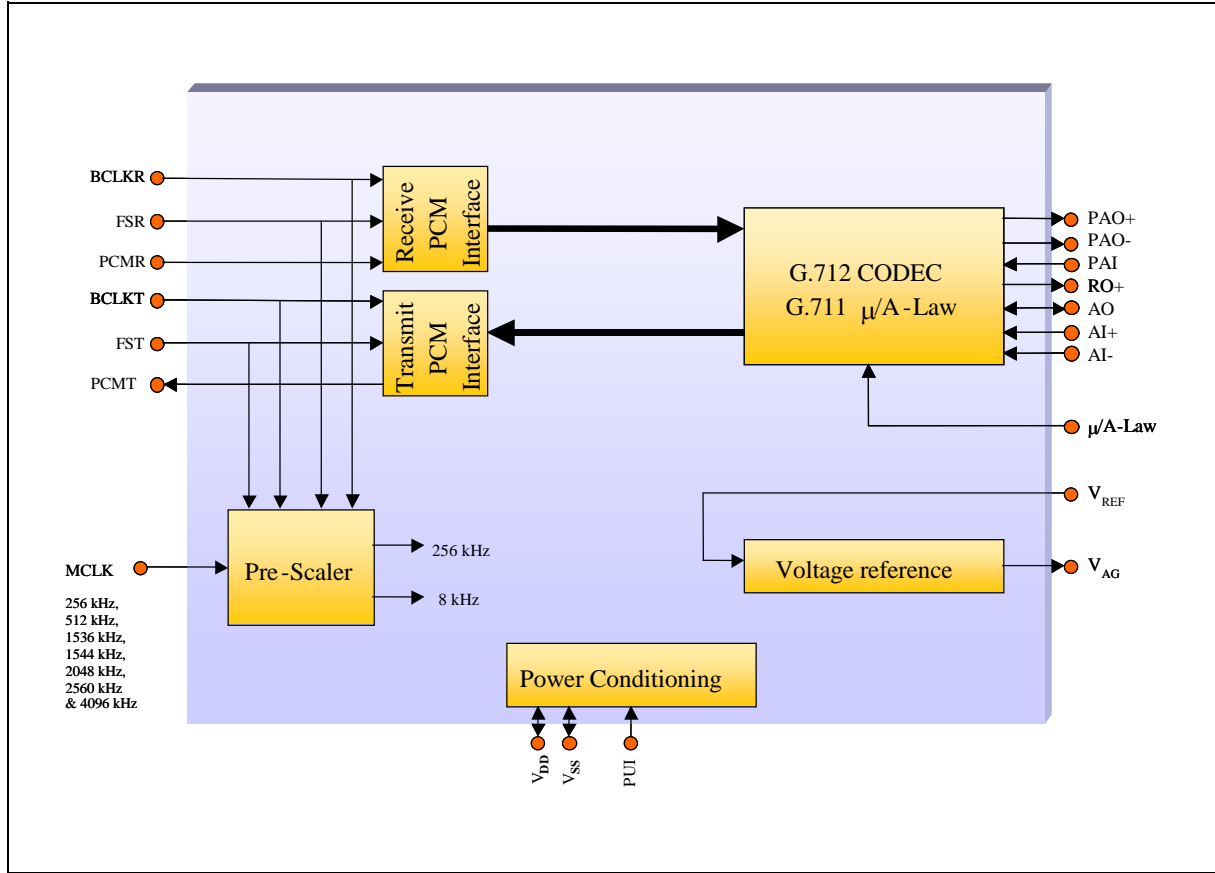 BCLKR
FSR
PCMR
BCLKT
FST
PCMT
Receive
PCM
Interface
Transmit
PCM
Interface
G.712 CODEC
G.711 μ/A-Law
PAO+
PAO-
PAI
RO+
AO
AI+
AI-
μ/A-Law
VREF
Voltage reference
VAG
MCLK
256 kHz,
512 kHz,
1536 kHz,
1544 kHz,
2048 kHz,
2560 kHz
& 4096 kHz
Pre-Scaler
256 kHz
8 kHz
Power Conditioning
VDD
VSS
PUI